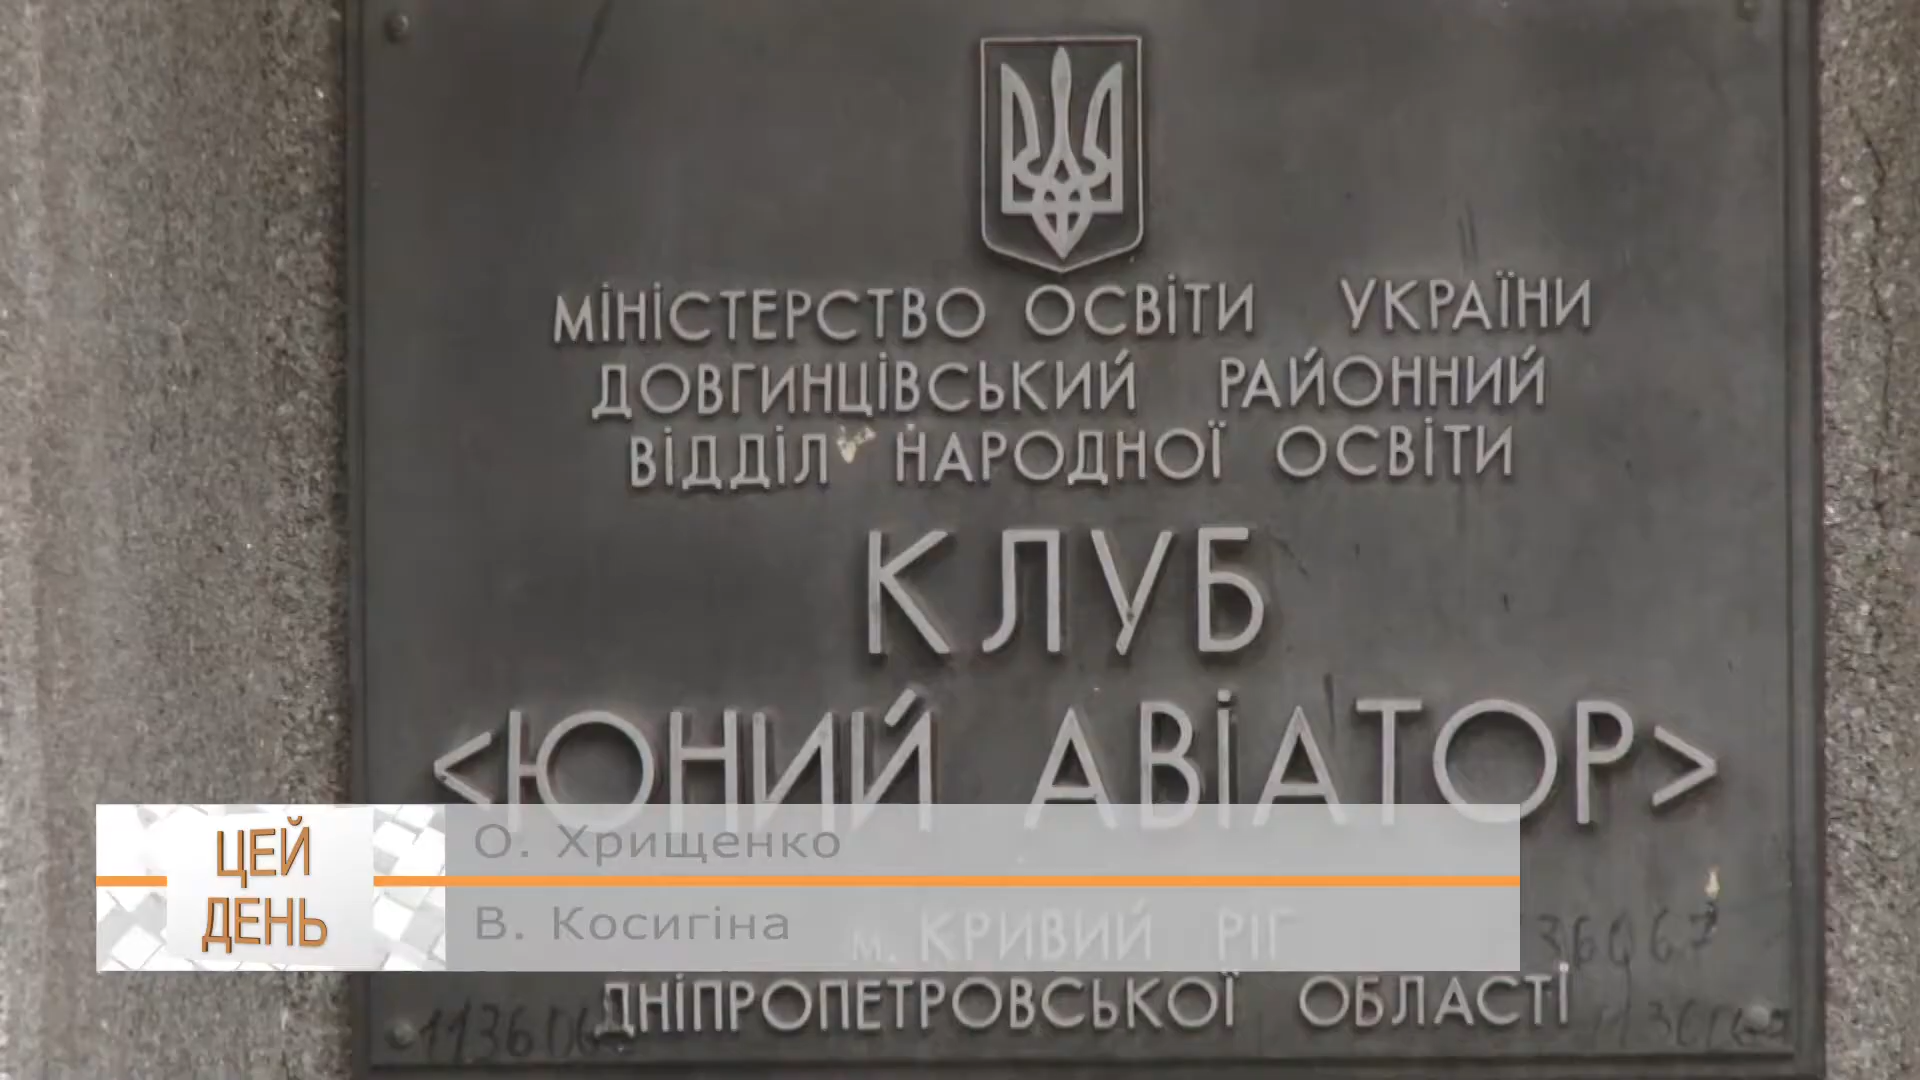 МІНІСТЕРСТВО ОСВІТИ УКРАЇНИ
ДОВГИНЦІВСЬКИЙ РАЙОННИЙ
ВІДДІЛ НАРОДНОЇ ОСВІТИ
КЛУБ
<ЮНИЙ АВІАТОР>
ЦЕЙ
ДЕНЬ
О. Хрищенко
В. Косигіна
м. КРИВИЙ РІГ
ДНІПРОПЕТРОВСЬКОЇ ОБЛАСТІ